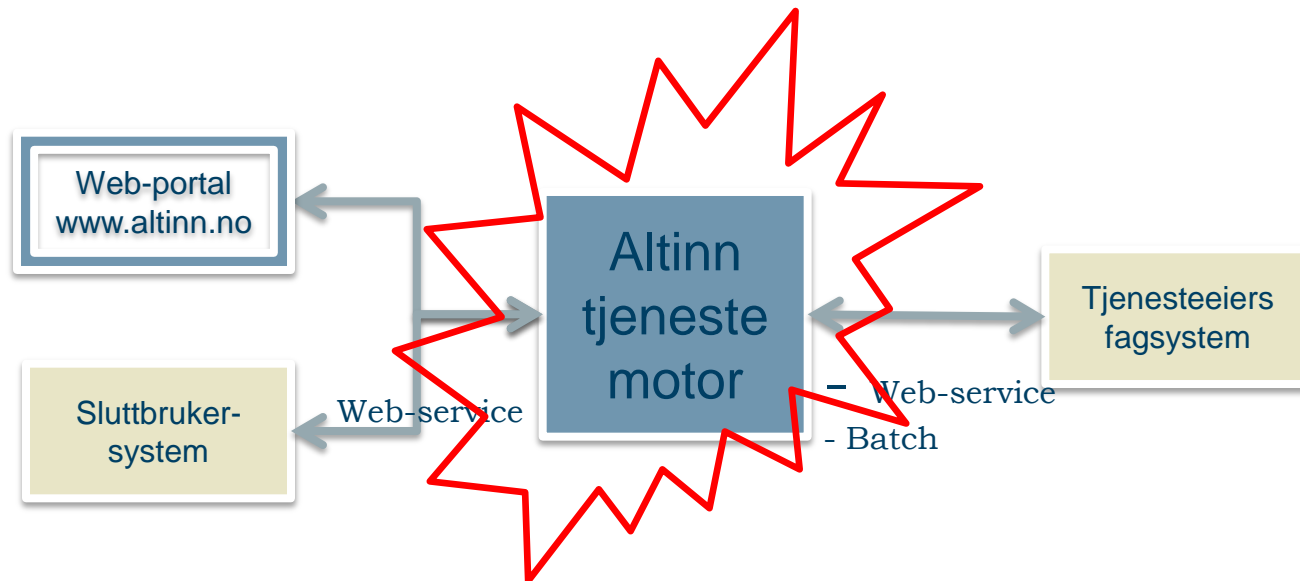 Web-portal
www.altinn.no
Sluttbruker-
system
Web-service
Altinn
tjeneste
motor
- Web-service
- Batch
Tjenesteeiers
fagsystem